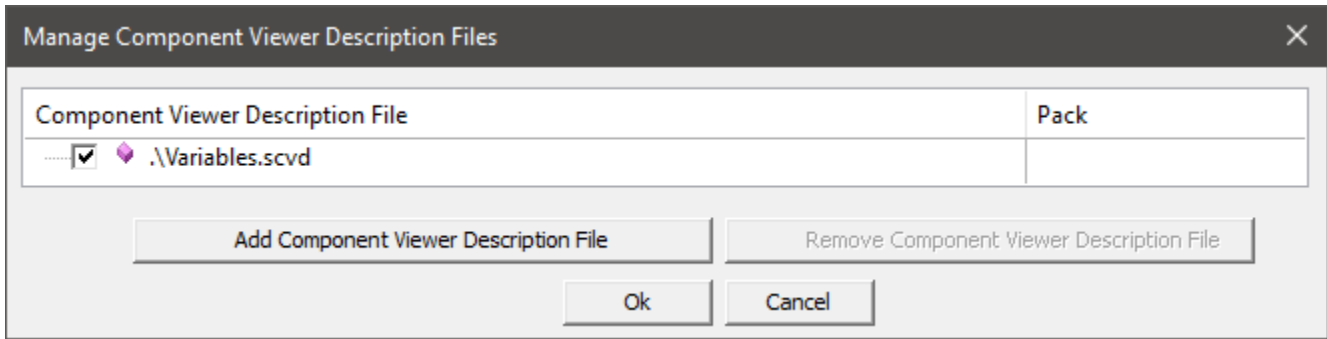 Manage Component Viewer Description Files
Component Viewer Description File Pack
.\Variables.scvd
Add Component Viewer Description File Remove Component Viewer Description File
Ok Cancel